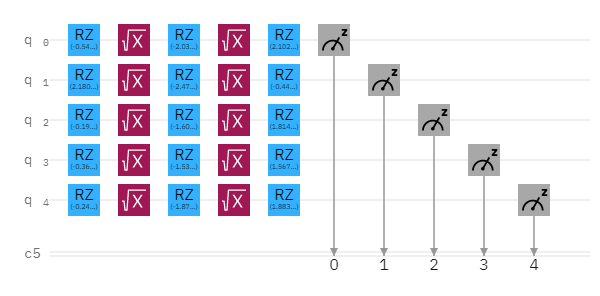 q 0 RZ (-0.54...) √X RZ (-2.03...) √X RZ (2.102...) z
q 1 RZ (2.180...) √X RZ (-2.47...) √X RZ (-0.44...) z
q 2 RZ (-0.19...) √X RZ (-1.60...) √X RZ (1.814...) z
q 3 RZ (-0.36...) √X RZ (-1.53...) √X RZ (1.567...) z
q 4 RZ (-0.24...) √X RZ (-1.87...) √X RZ (1.883...) z
c5
0 1 2 3 4